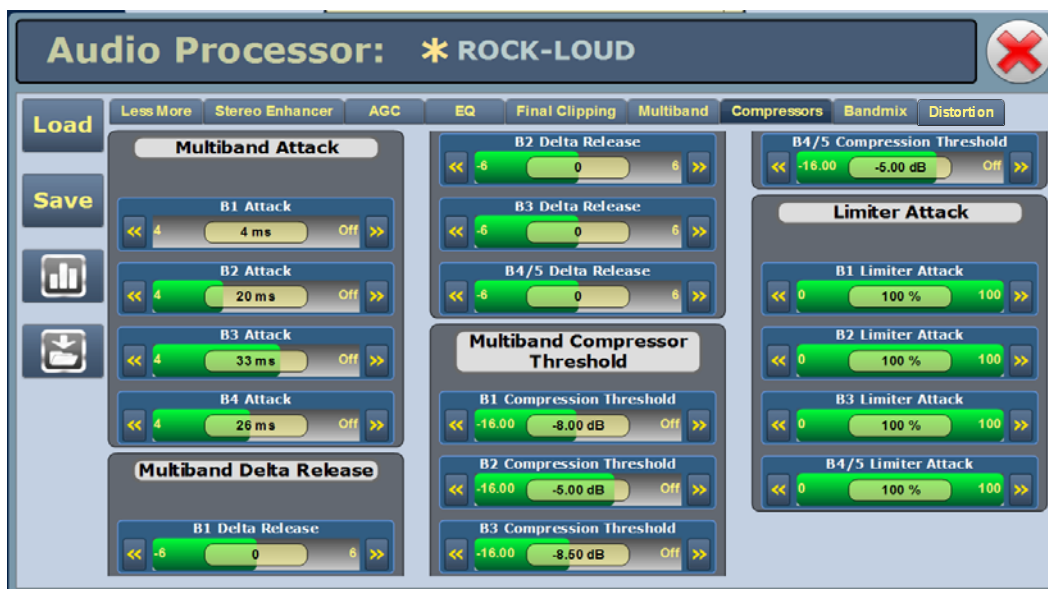 Audio Processor: * ROCK-LOUD
Load
Save
Less More Stereo Enhancer AGC EQ Final Clipping Multiband Compressors Bandmix Distortion
Multiband Attack
B1 Attack
<< 4 4 ms Off >>
B2 Attack
<< 4 20 ms Off >>
B3 Attack
<< 4 33 ms Off >>
B4 Attack
<< 4 26 ms Off >>
Multiband Delta Release
B1 Delta Release
<< -6 0 6 >>
B2 Delta Release
<< -6 0 6 >>
B3 Delta Release
<< -6 0 6 >>
B4/5 Delta Release
<< -6 0 6 >>
Multiband Compressor
Threshold
B1 Compression Threshold
<< -16.00 -8.00 dB Off >>
B2 Compression Threshold
<< -16.00 -5.00 dB Off >>
B3 Compression Threshold
<< -16.00 -8.50 dB Off >>
B4/5 Compression Threshold
<< -16.00 -5.00 dB Off >>
Limiter Attack
B1 Limiter Attack
<< 0 100 % 100 >>
B2 Limiter Attack
<< 0 100 % 100 >>
B3 Limiter Attack
<< 0 100 % 100 >>
B4/5 Limiter Attack
<< 0 100 % 100 >>